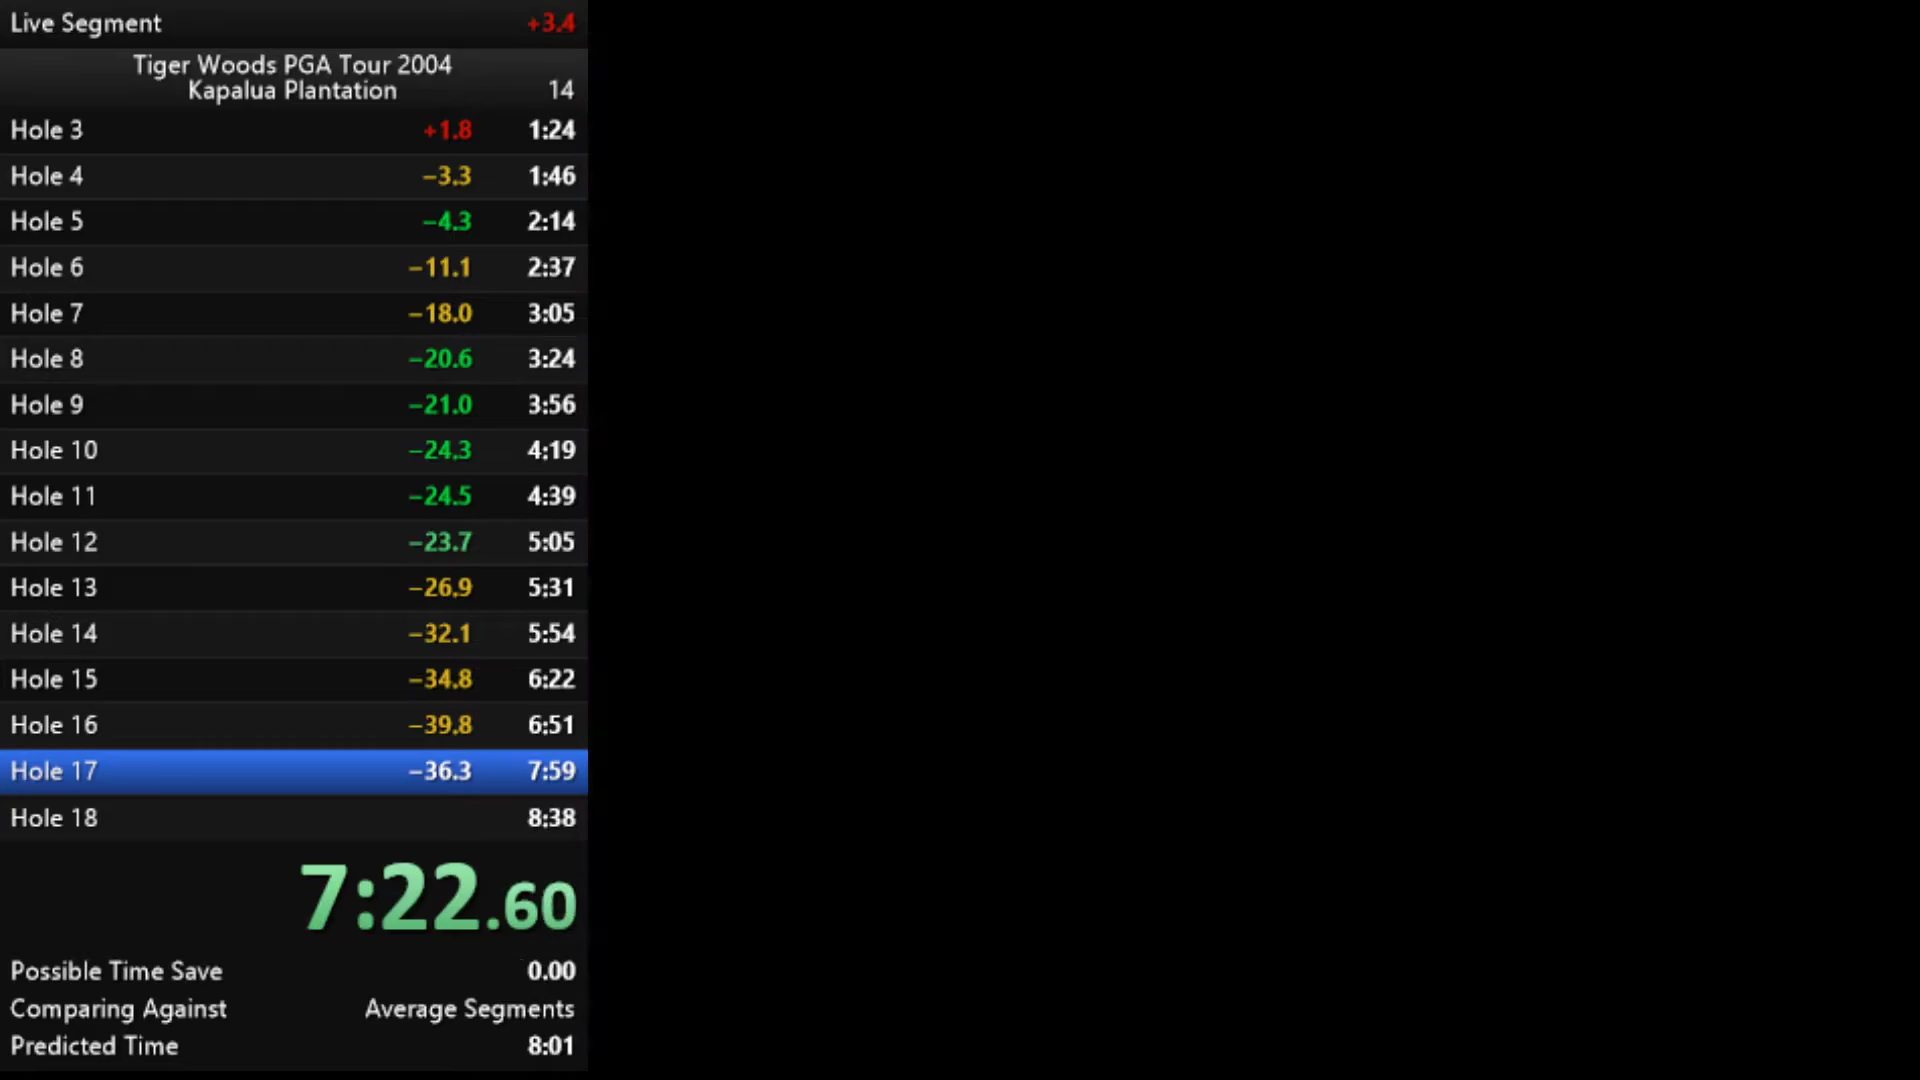 Live Segment +3.4
Tiger Woods PGA Tour 2004
Kapalua Plantation 14
Hole 3 +1.8 1:24
Hole 4 −3.3 1:46
Hole 5 −4.3 2:14
Hole 6 −11.1 2:37
Hole 7 −18.0 3:05
Hole 8 −20.6 3:24
Hole 9 −21.0 3:56
Hole 10 −24.3 4:19
Hole 11 −24.5 4:39
Hole 12 −23.7 5:05
Hole 13 −26.9 5:31
Hole 14 −32.1 5:54
Hole 15 −34.8 6:22
Hole 16 −39.8 6:51
Hole 17 −36.3 7:59
Hole 18 8:38
7:22.60
Possible Time Save 0.00
Comparing Against Average Segments
Predicted Time 8:01